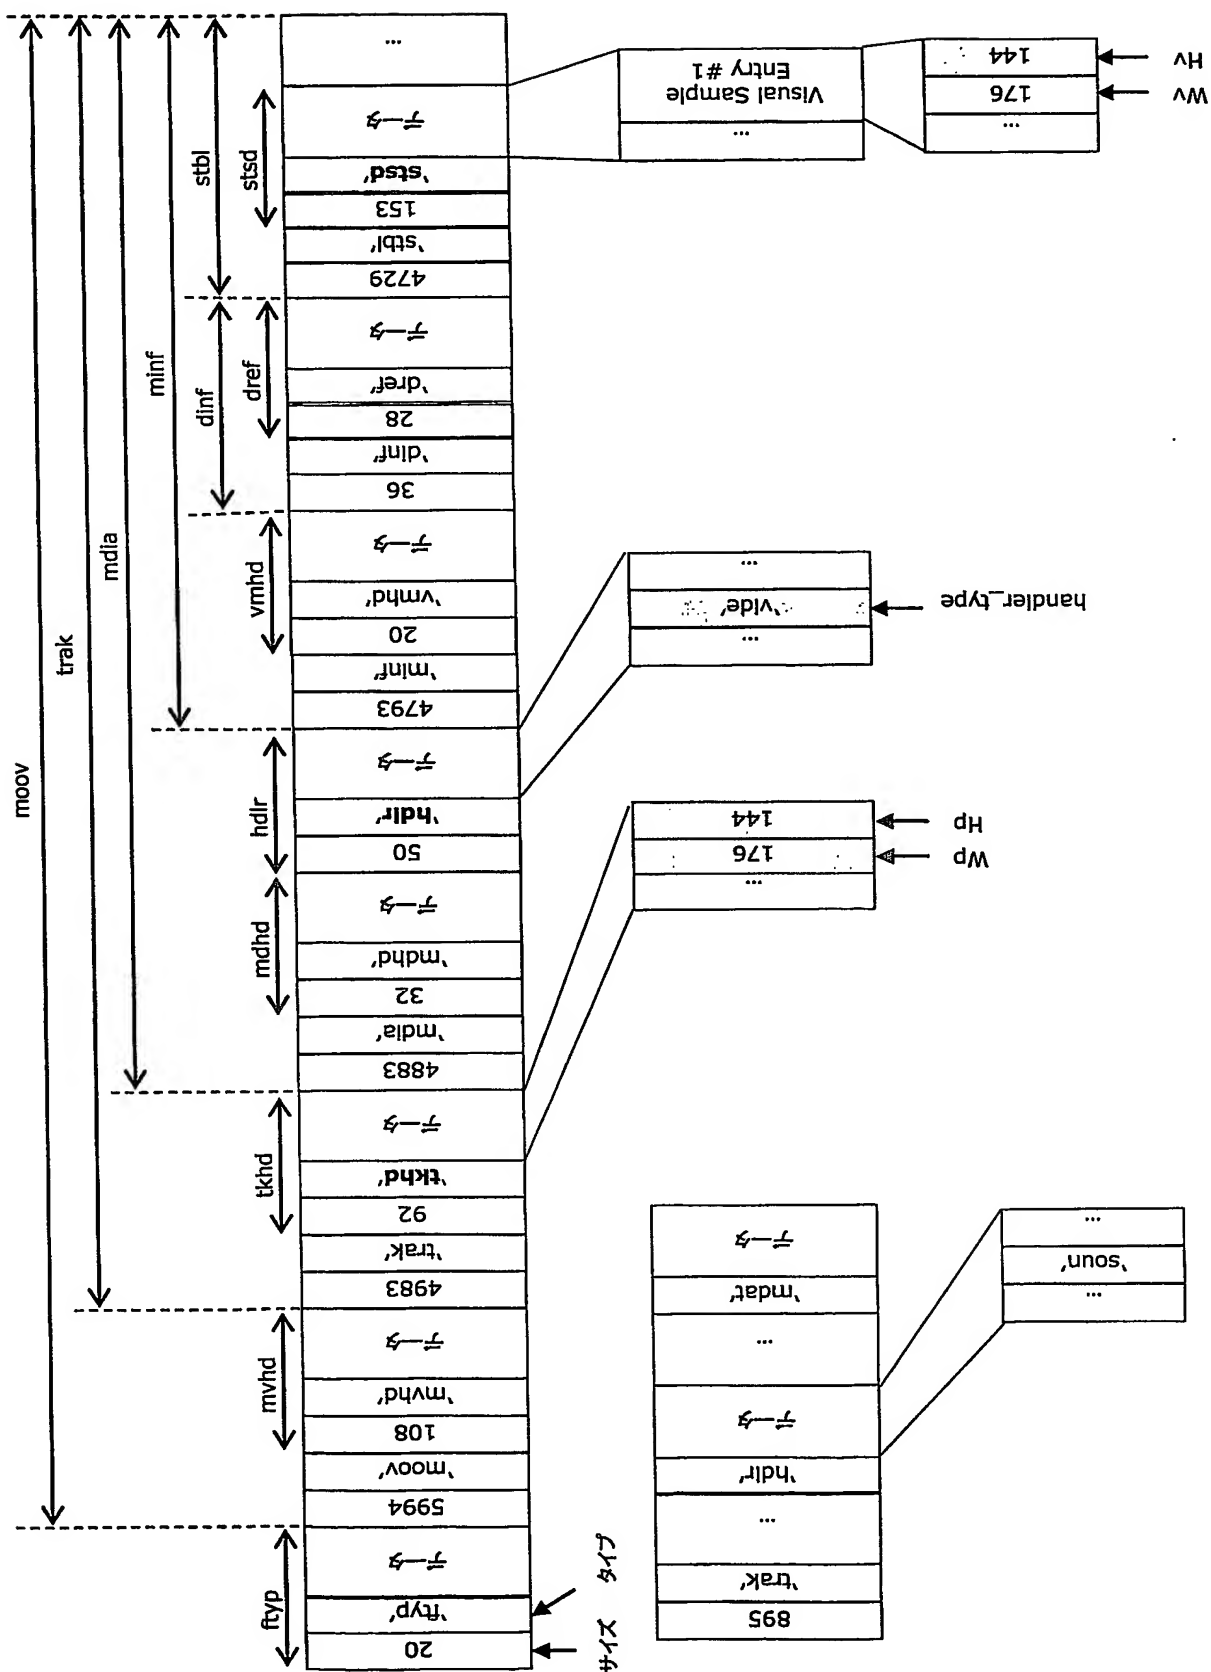 moov
trak
mdia
minf
stbl
stsd
dinf
dref
vmhd
hdlr
mdhd
tkhd
mvhd
ftyp
20
'ftyp'
データ
5994
'moov'
108
'mvhd'
データ
4983
'trak'
92
'tkhd'
データ
4883
'mdia'
32
'mdhd'
データ
50
'hdlr'
データ
4793
'minf'
20
'vmhd'
データ
36
'dinf'
28
'dref'
データ
4729
'stbl'
153
'stsd'
データ
...
サイズ
タイプ
...
176
144
Wp
Hp
...
'vide'
...
handler_type
...
Visual Sample
Entry #1
...
176
144
Wv
Hv
895
'trak'
...
'hdlr'
データ
...
'mdat'
データ
...
'soun'
...